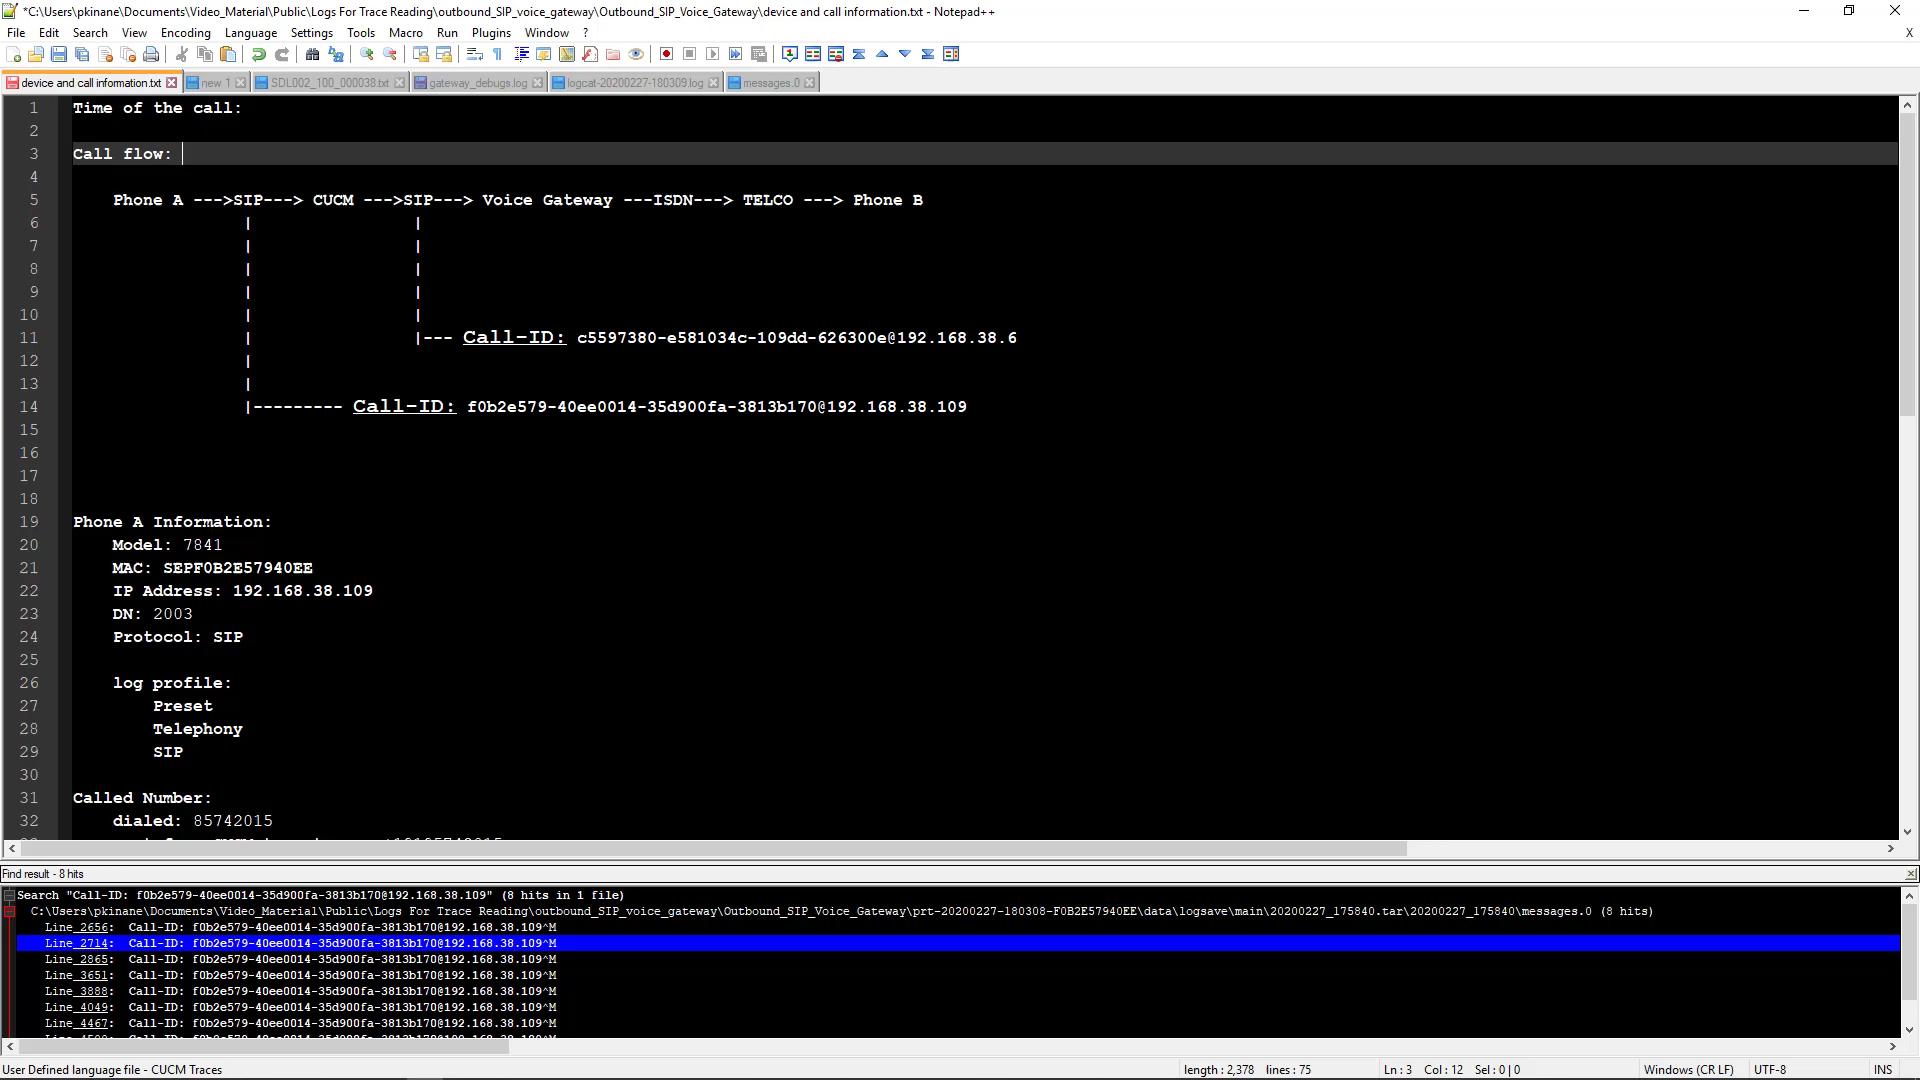 *C:\Users\pkinane\Documents\Video_Material\Public\Logs For Trace Reading\outbound_SIP_voice_gateway\Outbound_SIP_Voice_Gateway\device and call information.txt - Notepad++
File Edit Search View Encoding Language Settings Tools Macro Run Plugins Window ? X
device and call information.txt new 1 SDL002_100_000038.txt gateway_debugs.log logcat-20200227-180309.log messages.0
1 Time of the call:
2
3 Call flow:
4
5 Phone A --->SIP---> CUCM --->SIP---> Voice Gateway ---ISDN---> TELCO ---> Phone B
6 | |
7 | |
8 | |
9 | |
10 | |
11 | |--- Call-ID: c5597380-e581034c-109dd-626300e@192.168.38.6
12 |
13 |
14 |--------- Call-ID: f0b2e579-40ee0014-35d900fa-3813b170@192.168.38.109
15
16
17
18
19 Phone A Information:
20 Model: 7841
21 MAC: SEPF0B2E57940EE
22 IP Address: 192.168.38.109
23 DN: 2003
24 Protocol: SIP
25
26 log profile:
27 Preset
28 Telephony
29 SIP
30
31 Called Number:
32 dialed: 85742015
Find result - 8 hits
Search "Call-ID: f0b2e579-40ee0014-35d900fa-3813b170@192.168.38.109" (8 hits in 1 file)
C:\Users\pkinane\Documents\Video_Material\Public\Logs For Trace Reading\outbound_SIP_voice_gateway\Outbound_SIP_Voice_Gateway\prt-20200227-180308-F0B2E57940EE\data\logsave\main\20200227_175840.tar\20200227_175840\messages.0 (8 hits)
Line 2656: Call-ID: f0b2e579-40ee0014-35d900fa-3813b170@192.168.38.109^M
Line 2714: Call-ID: f0b2e579-40ee0014-35d900fa-3813b170@192.168.38.109^M
Line 2865: Call-ID: f0b2e579-40ee0014-35d900fa-3813b170@192.168.38.109^M
Line 3651: Call-ID: f0b2e579-40ee0014-35d900fa-3813b170@192.168.38.109^M
Line 3888: Call-ID: f0b2e579-40ee0014-35d900fa-3813b170@192.168.38.109^M
Line 4049: Call-ID: f0b2e579-40ee0014-35d900fa-3813b170@192.168.38.109^M
Line 4467: Call-ID: f0b2e579-40ee0014-35d900fa-3813b170@192.168.38.109^M
User Defined language file - CUCM Traces length : 2,378 lines : 75 Ln : 3 Col : 12 Sel : 0 | 0 Windows (CR LF) UTF-8 INS